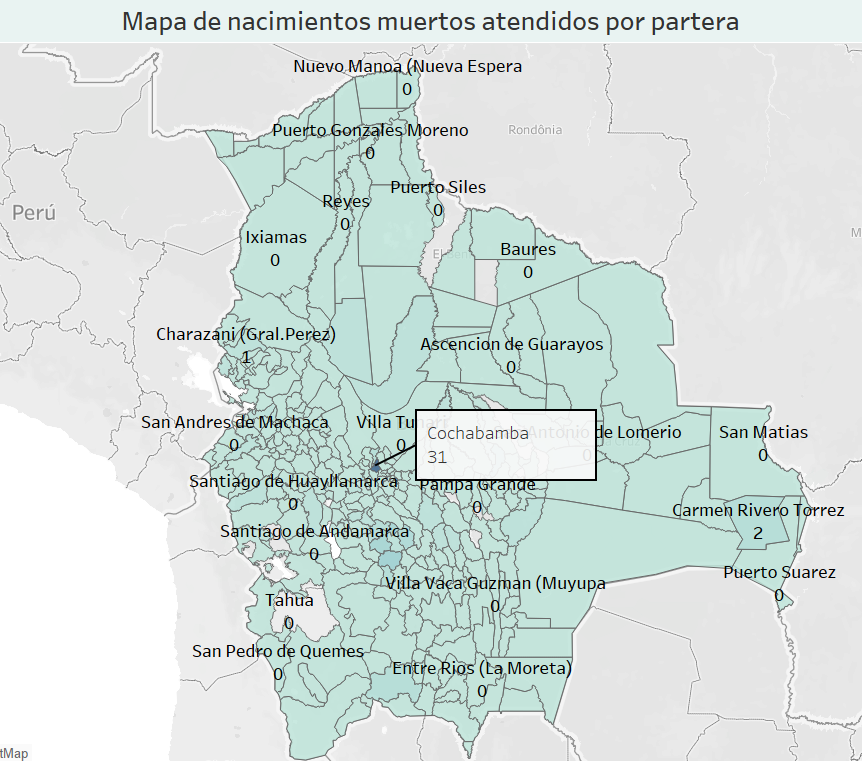 Mapa de nacimientos muertos atendidos por partera
Nuevo Manoa (Nueva Espera
0
Rondônia
Puerto Gonzales Moreno
0
Puerto Siles
0
Perú
Reyes
0
Ixiamas
0
Baures
0
Charazani (Gral.Perez)
1
Ascencion de Guarayos
0
San Andres de Machaca
0
Villa Tunari
0
Cochabamba
31
Antonio de Lomerio
0
San Matias
0
Santiago de Huayllamarca
0
Pampa Grande
0
Carmen Rivero Torrez
2
Santiago de Andamarca
0
Puerto Suarez
0
Villa Vaca Guzman (Muyupa
0
Tahua
0
San Pedro de Quemes
0
Entre Rios (La Moreta)
0
tMap